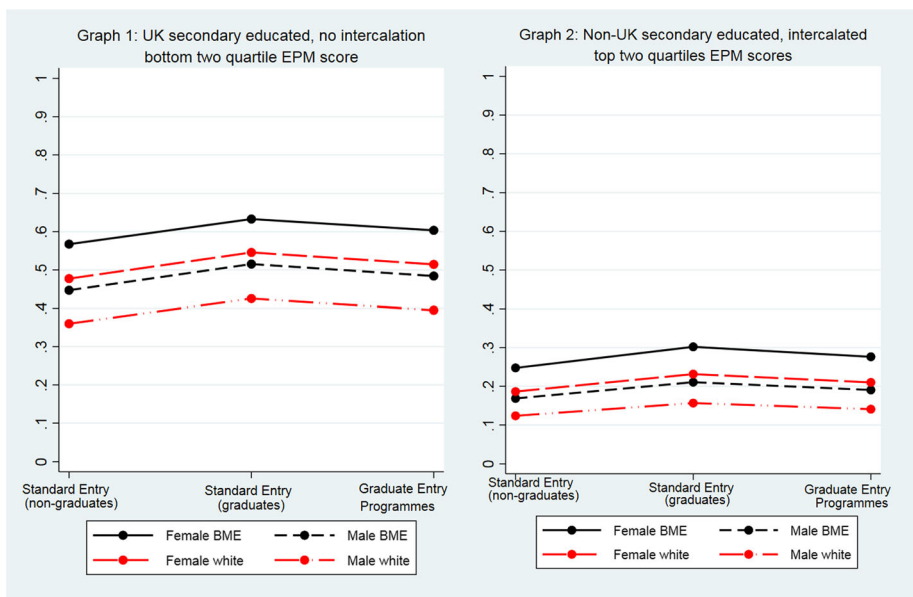 Graph 1: UK secondary educated, no intercalation
bottom two quartile EPM score
1
.9
.8
.7
.6
.5
.4
.3
.2
.1
0
Standard Entry
(non-graduates)
Standard Entry
(graduates)
Graduate Entry
Programmes
Female BME
Male BME
Female white
Male white
Graph 2: Non-UK secondary educated, intercalated
top two quartiles EPM scores
1
.9
.8
.7
.6
.5
.4
.3
.2
.1
0
Standard Entry
(non-graduates)
Standard Entry
(graduates)
Graduate Entry
Programmes
Female BME
Male BME
Female white
Male white